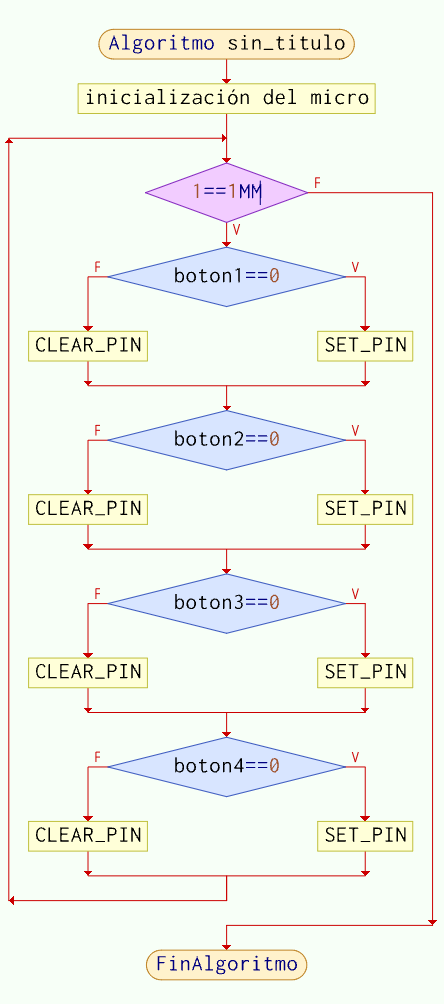 Algoritmo sin_titulo
inicialización del micro
1==1MM
F
V
boton1==0
F
V
CLEAR_PIN
SET_PIN
boton2==0
F
V
CLEAR_PIN
SET_PIN
boton3==0
F
V
CLEAR_PIN
SET_PIN
boton4==0
F
V
CLEAR_PIN
SET_PIN
FinAlgoritmo